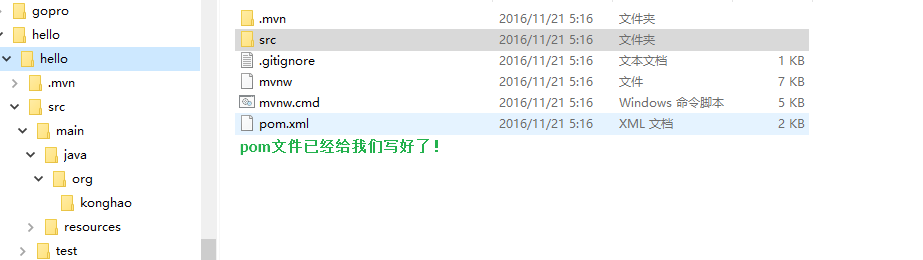 gopro
hello
hello
.mvn
src
main
java
org
konghao
resources
test
.mvn 2016/11/21 5:16 文件夹
src 2016/11/21 5:16 文件夹
.gitignore 2016/11/21 5:16 文本文档 1 KB
mvnw 2016/11/21 5:16 文件 7 KB
mvnw.cmd 2016/11/21 5:16 Windows 命令脚本 5 KB
pom.xml 2016/11/21 5:16 XML 文档 2 KB
pom文件已经给我们写好了！